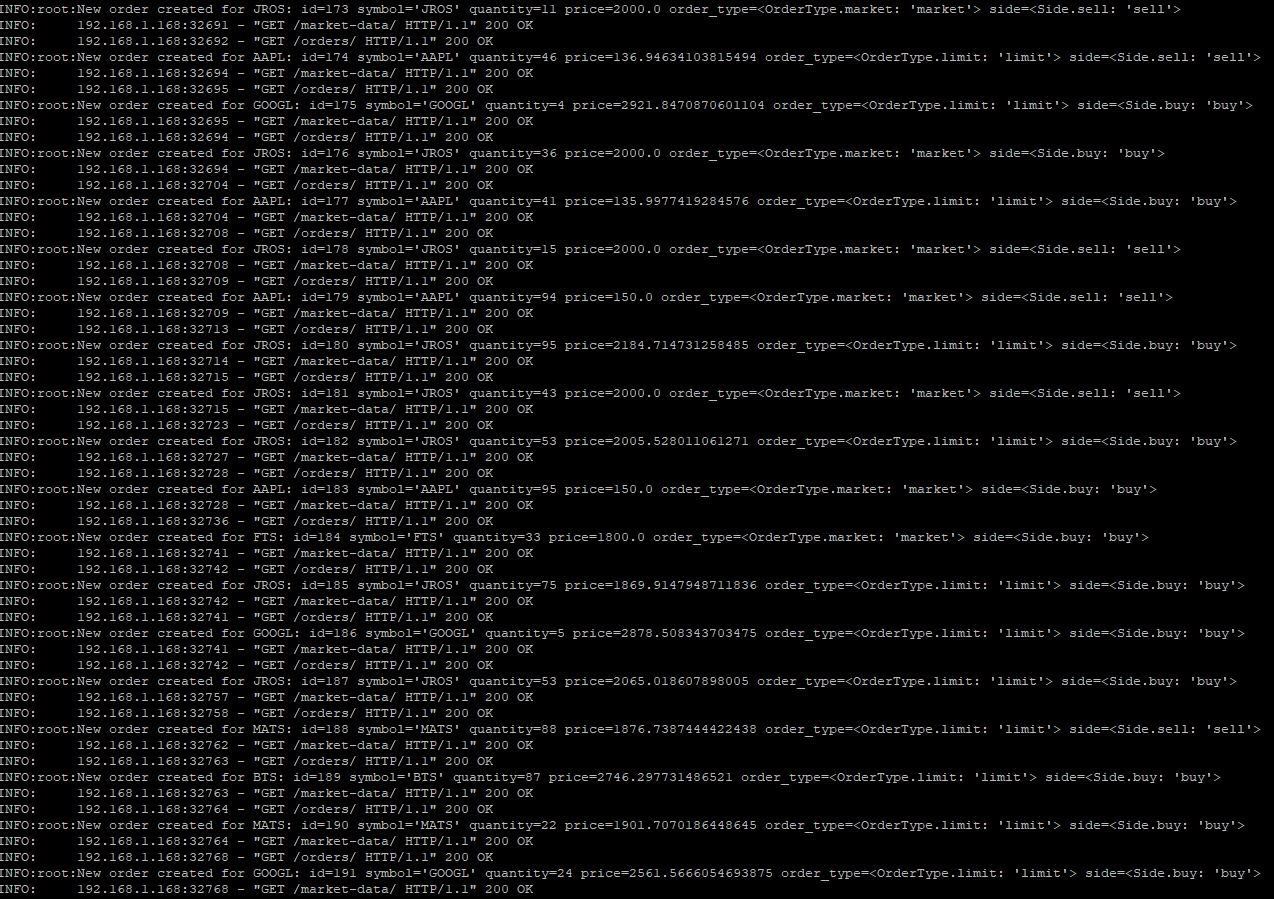 INFO:root:New order created for JROS: id=173 symbol='JROS' quantity=11 price=2000.0 order_type=<OrderType.market: 'market'> side=<Side.sell: 'sell'>
INFO:     192.168.1.168:32691 - "GET /market-data/ HTTP/1.1" 200 OK
INFO:     192.168.1.168:32692 - "GET /orders/ HTTP/1.1" 200 OK
INFO:root:New order created for AAPL: id=174 symbol='AAPL' quantity=46 price=136.94634103815494 order_type=<OrderType.limit: 'limit'> side=<Side.sell: 'sell'>
INFO:     192.168.1.168:32694 - "GET /market-data/ HTTP/1.1" 200 OK
INFO:     192.168.1.168:32695 - "GET /orders/ HTTP/1.1" 200 OK
INFO:root:New order created for GOOGL: id=175 symbol='GOOGL' quantity=4 price=2921.8470870601104 order_type=<OrderType.limit: 'limit'> side=<Side.buy: 'buy'>
INFO:     192.168.1.168:32695 - "GET /market-data/ HTTP/1.1" 200 OK
INFO:     192.168.1.168:32694 - "GET /orders/ HTTP/1.1" 200 OK
INFO:root:New order created for JROS: id=176 symbol='JROS' quantity=36 price=2000.0 order_type=<OrderType.market: 'market'> side=<Side.buy: 'buy'>
INFO:     192.168.1.168:32694 - "GET /market-data/ HTTP/1.1" 200 OK
INFO:     192.168.1.168:32704 - "GET /orders/ HTTP/1.1" 200 OK
INFO:root:New order created for AAPL: id=177 symbol='AAPL' quantity=41 price=135.9977419284576 order_type=<OrderType.limit: 'limit'> side=<Side.buy: 'buy'>
INFO:     192.168.1.168:32704 - "GET /market-data/ HTTP/1.1" 200 OK
INFO:     192.168.1.168:32708 - "GET /orders/ HTTP/1.1" 200 OK
INFO:root:New order created for JROS: id=178 symbol='JROS' quantity=15 price=2000.0 order_type=<OrderType.market: 'market'> side=<Side.sell: 'sell'>
INFO:     192.168.1.168:32708 - "GET /market-data/ HTTP/1.1" 200 OK
INFO:     192.168.1.168:32709 - "GET /orders/ HTTP/1.1" 200 OK
INFO:root:New order created for AAPL: id=179 symbol='AAPL' quantity=94 price=150.0 order_type=<OrderType.market: 'market'> side=<Side.sell: 'sell'>
INFO:     192.168.1.168:32709 - "GET /market-data/ HTTP/1.1" 200 OK
INFO:     192.168.1.168:32713 - "GET /orders/ HTTP/1.1" 200 OK
INFO:root:New order created for JROS: id=180 symbol='JROS' quantity=95 price=2184.714731258485 order_type=<OrderType.limit: 'limit'> side=<Side.buy: 'buy'>
INFO:     192.168.1.168:32714 - "GET /market-data/ HTTP/1.1" 200 OK
INFO:     192.168.1.168:32715 - "GET /orders/ HTTP/1.1" 200 OK
INFO:root:New order created for JROS: id=181 symbol='JROS' quantity=43 price=2000.0 order_type=<OrderType.market: 'market'> side=<Side.sell: 'sell'>
INFO:     192.168.1.168:32715 - "GET /market-data/ HTTP/1.1" 200 OK
INFO:     192.168.1.168:32723 - "GET /orders/ HTTP/1.1" 200 OK
INFO:root:New order created for JROS: id=182 symbol='JROS' quantity=53 price=2005.528011061271 order_type=<OrderType.limit: 'limit'> side=<Side.buy: 'buy'>
INFO:     192.168.1.168:32727 - "GET /market-data/ HTTP/1.1" 200 OK
INFO:     192.168.1.168:32728 - "GET /orders/ HTTP/1.1" 200 OK
INFO:root:New order created for AAPL: id=183 symbol='AAPL' quantity=95 price=150.0 order_type=<OrderType.market: 'market'> side=<Side.buy: 'buy'>
INFO:     192.168.1.168:32728 - "GET /market-data/ HTTP/1.1" 200 OK
INFO:     192.168.1.168:32736 - "GET /orders/ HTTP/1.1" 200 OK
INFO:root:New order created for FTS: id=184 symbol='FTS' quantity=33 price=1800.0 order_type=<OrderType.market: 'market'> side=<Side.buy: 'buy'>
INFO:     192.168.1.168:32741 - "GET /market-data/ HTTP/1.1" 200 OK
INFO:     192.168.1.168:32742 - "GET /orders/ HTTP/1.1" 200 OK
INFO:root:New order created for JROS: id=185 symbol='JROS' quantity=75 price=1869.9147948711836 order_type=<OrderType.limit: 'limit'> side=<Side.buy: 'buy'>
INFO:     192.168.1.168:32742 - "GET /market-data/ HTTP/1.1" 200 OK
INFO:     192.168.1.168:32741 - "GET /orders/ HTTP/1.1" 200 OK
INFO:root:New order created for GOOGL: id=186 symbol='GOOGL' quantity=5 price=2878.508343703475 order_type=<OrderType.limit: 'limit'> side=<Side.buy: 'buy'>
INFO:     192.168.1.168:32741 - "GET /market-data/ HTTP/1.1" 200 OK
INFO:     192.168.1.168:32742 - "GET /orders/ HTTP/1.1" 200 OK
INFO:root:New order created for JROS: id=187 symbol='JROS' quantity=53 price=2065.018607898005 order_type=<OrderType.limit: 'limit'> side=<Side.buy: 'buy'>
INFO:     192.168.1.168:32757 - "GET /market-data/ HTTP/1.1" 200 OK
INFO:     192.168.1.168:32758 - "GET /orders/ HTTP/1.1" 200 OK
INFO:root:New order created for MATS: id=188 symbol='MATS' quantity=88 price=1876.7387444422438 order_type=<OrderType.limit: 'limit'> side=<Side.sell: 'sell'>
INFO:     192.168.1.168:32762 - "GET /market-data/ HTTP/1.1" 200 OK
INFO:     192.168.1.168:32763 - "GET /orders/ HTTP/1.1" 200 OK
INFO:root:New order created for BTS: id=189 symbol='BTS' quantity=87 price=2746.297731486521 order_type=<OrderType.limit: 'limit'> side=<Side.buy: 'buy'>
INFO:     192.168.1.168:32763 - "GET /market-data/ HTTP/1.1" 200 OK
INFO:     192.168.1.168:32764 - "GET /orders/ HTTP/1.1" 200 OK
INFO:root:New order created for MATS: id=190 symbol='MATS' quantity=22 price=1901.7070186448645 order_type=<OrderType.limit: 'limit'> side=<Side.buy: 'buy'>
INFO:     192.168.1.168:32764 - "GET /market-data/ HTTP/1.1" 200 OK
INFO:     192.168.1.168:32768 - "GET /orders/ HTTP/1.1" 200 OK
INFO:root:New order created for GOOGL: id=191 symbol='GOOGL' quantity=24 price=2561.5666054693875 order_type=<OrderType.limit: 'limit'> side=<Side.buy: 'buy'>
INFO:     192.168.1.168:32768 - "GET /market-data/ HTTP/1.1" 200 OK